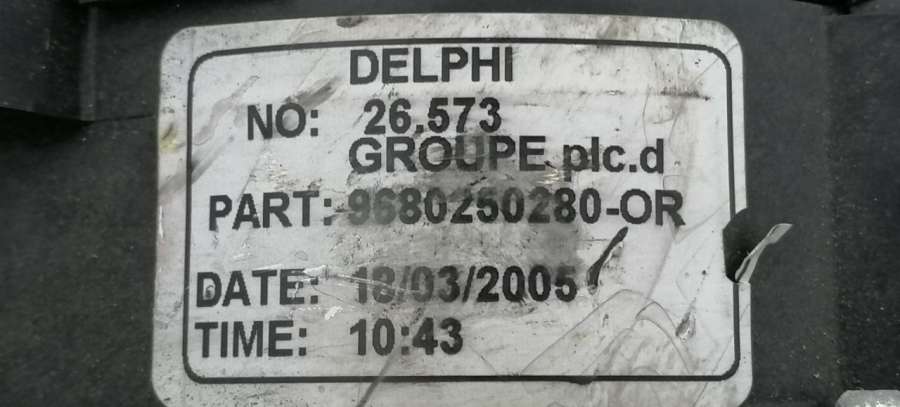 DELPHI
NO: 26.573
GROUPE plc.d
PART: 9680250280-OR
DATE: 18/03/2005
TIME: 10:43